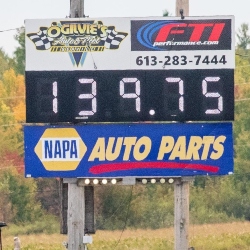 OGILVIE'S
FTI
performance.com
613-283-7444
139.75
NAPA AUTO PARTS